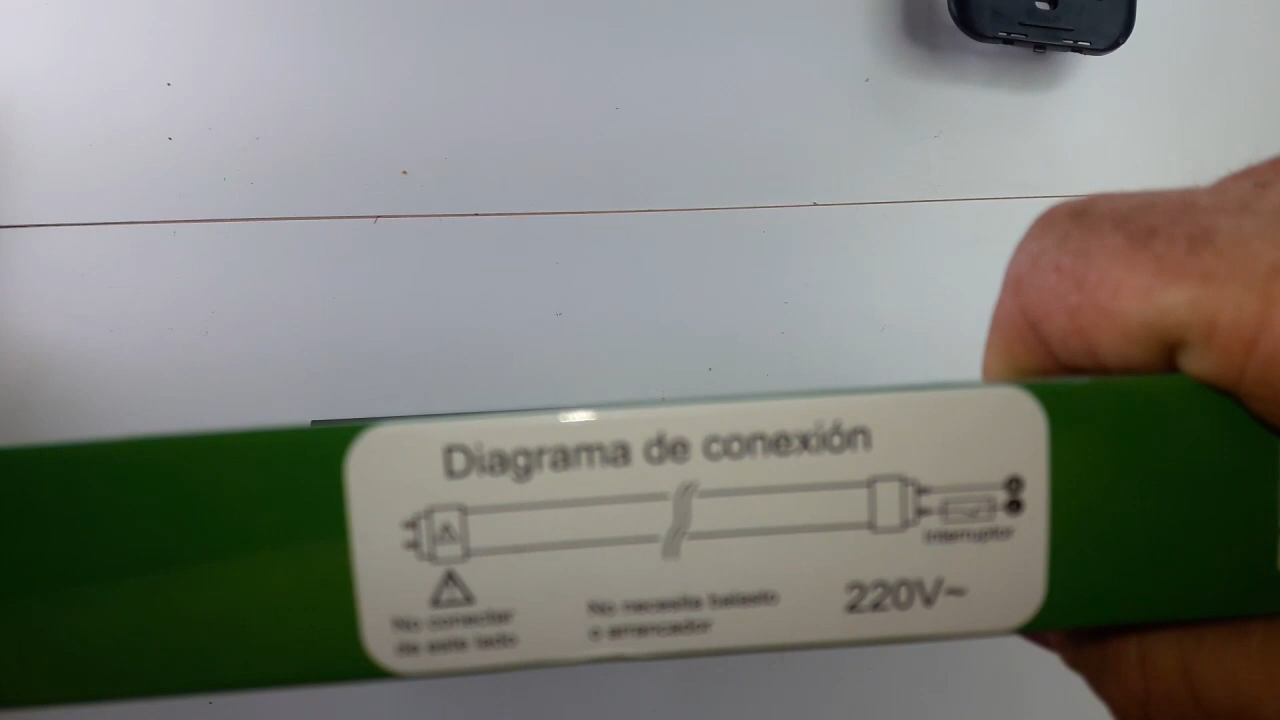 Diagrama de conexión
Interruptor
No conectar
de este lado
No necesita balasto
o arrancador
220V~